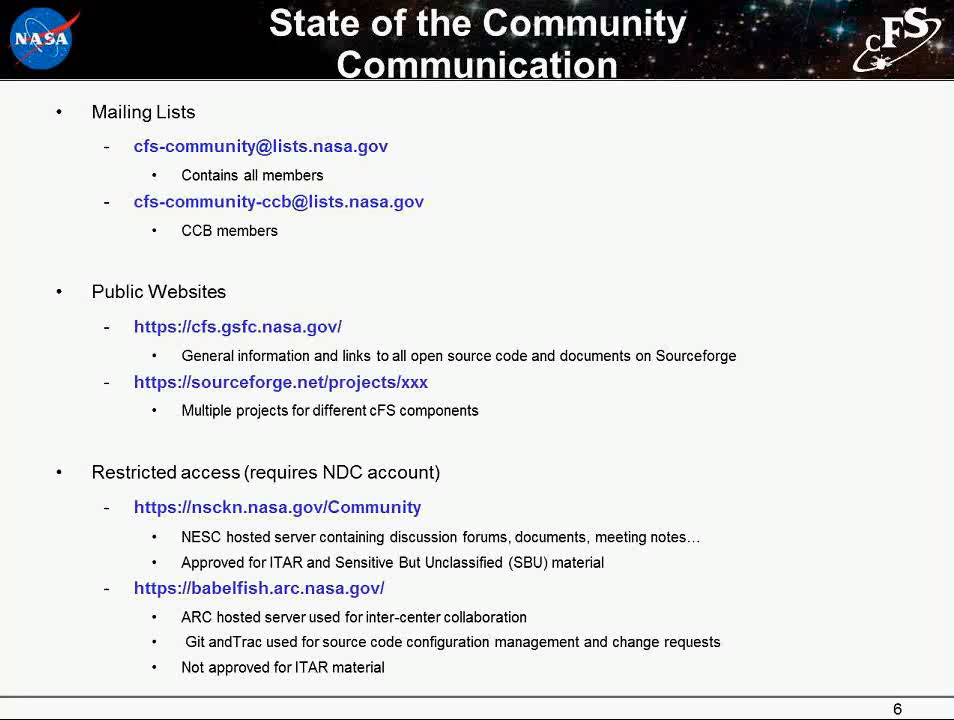 NASA
State of the Community
Communication
cFS
• Mailing Lists
- cfs-community@lists.nasa.gov
• Contains all members
- cfs-community-ccb@lists.nasa.gov
• CCB members
• Public Websites
- https://cfs.gsfc.nasa.gov/
• General information and links to all open source code and documents on Sourceforge
- https://sourceforge.net/projects/xxx
• Multiple projects for different cFS components
• Restricted access (requires NDC account)
- https://nsckn.nasa.gov/Community
• NESC hosted server containing discussion forums, documents, meeting notes…
• Approved for ITAR and Sensitive But Unclassified (SBU) material
- https://babelfish.arc.nasa.gov/
• ARC hosted server used for inter-center collaboration
• Git andTrac used for source code configuration management and change requests
• Not approved for ITAR material
6